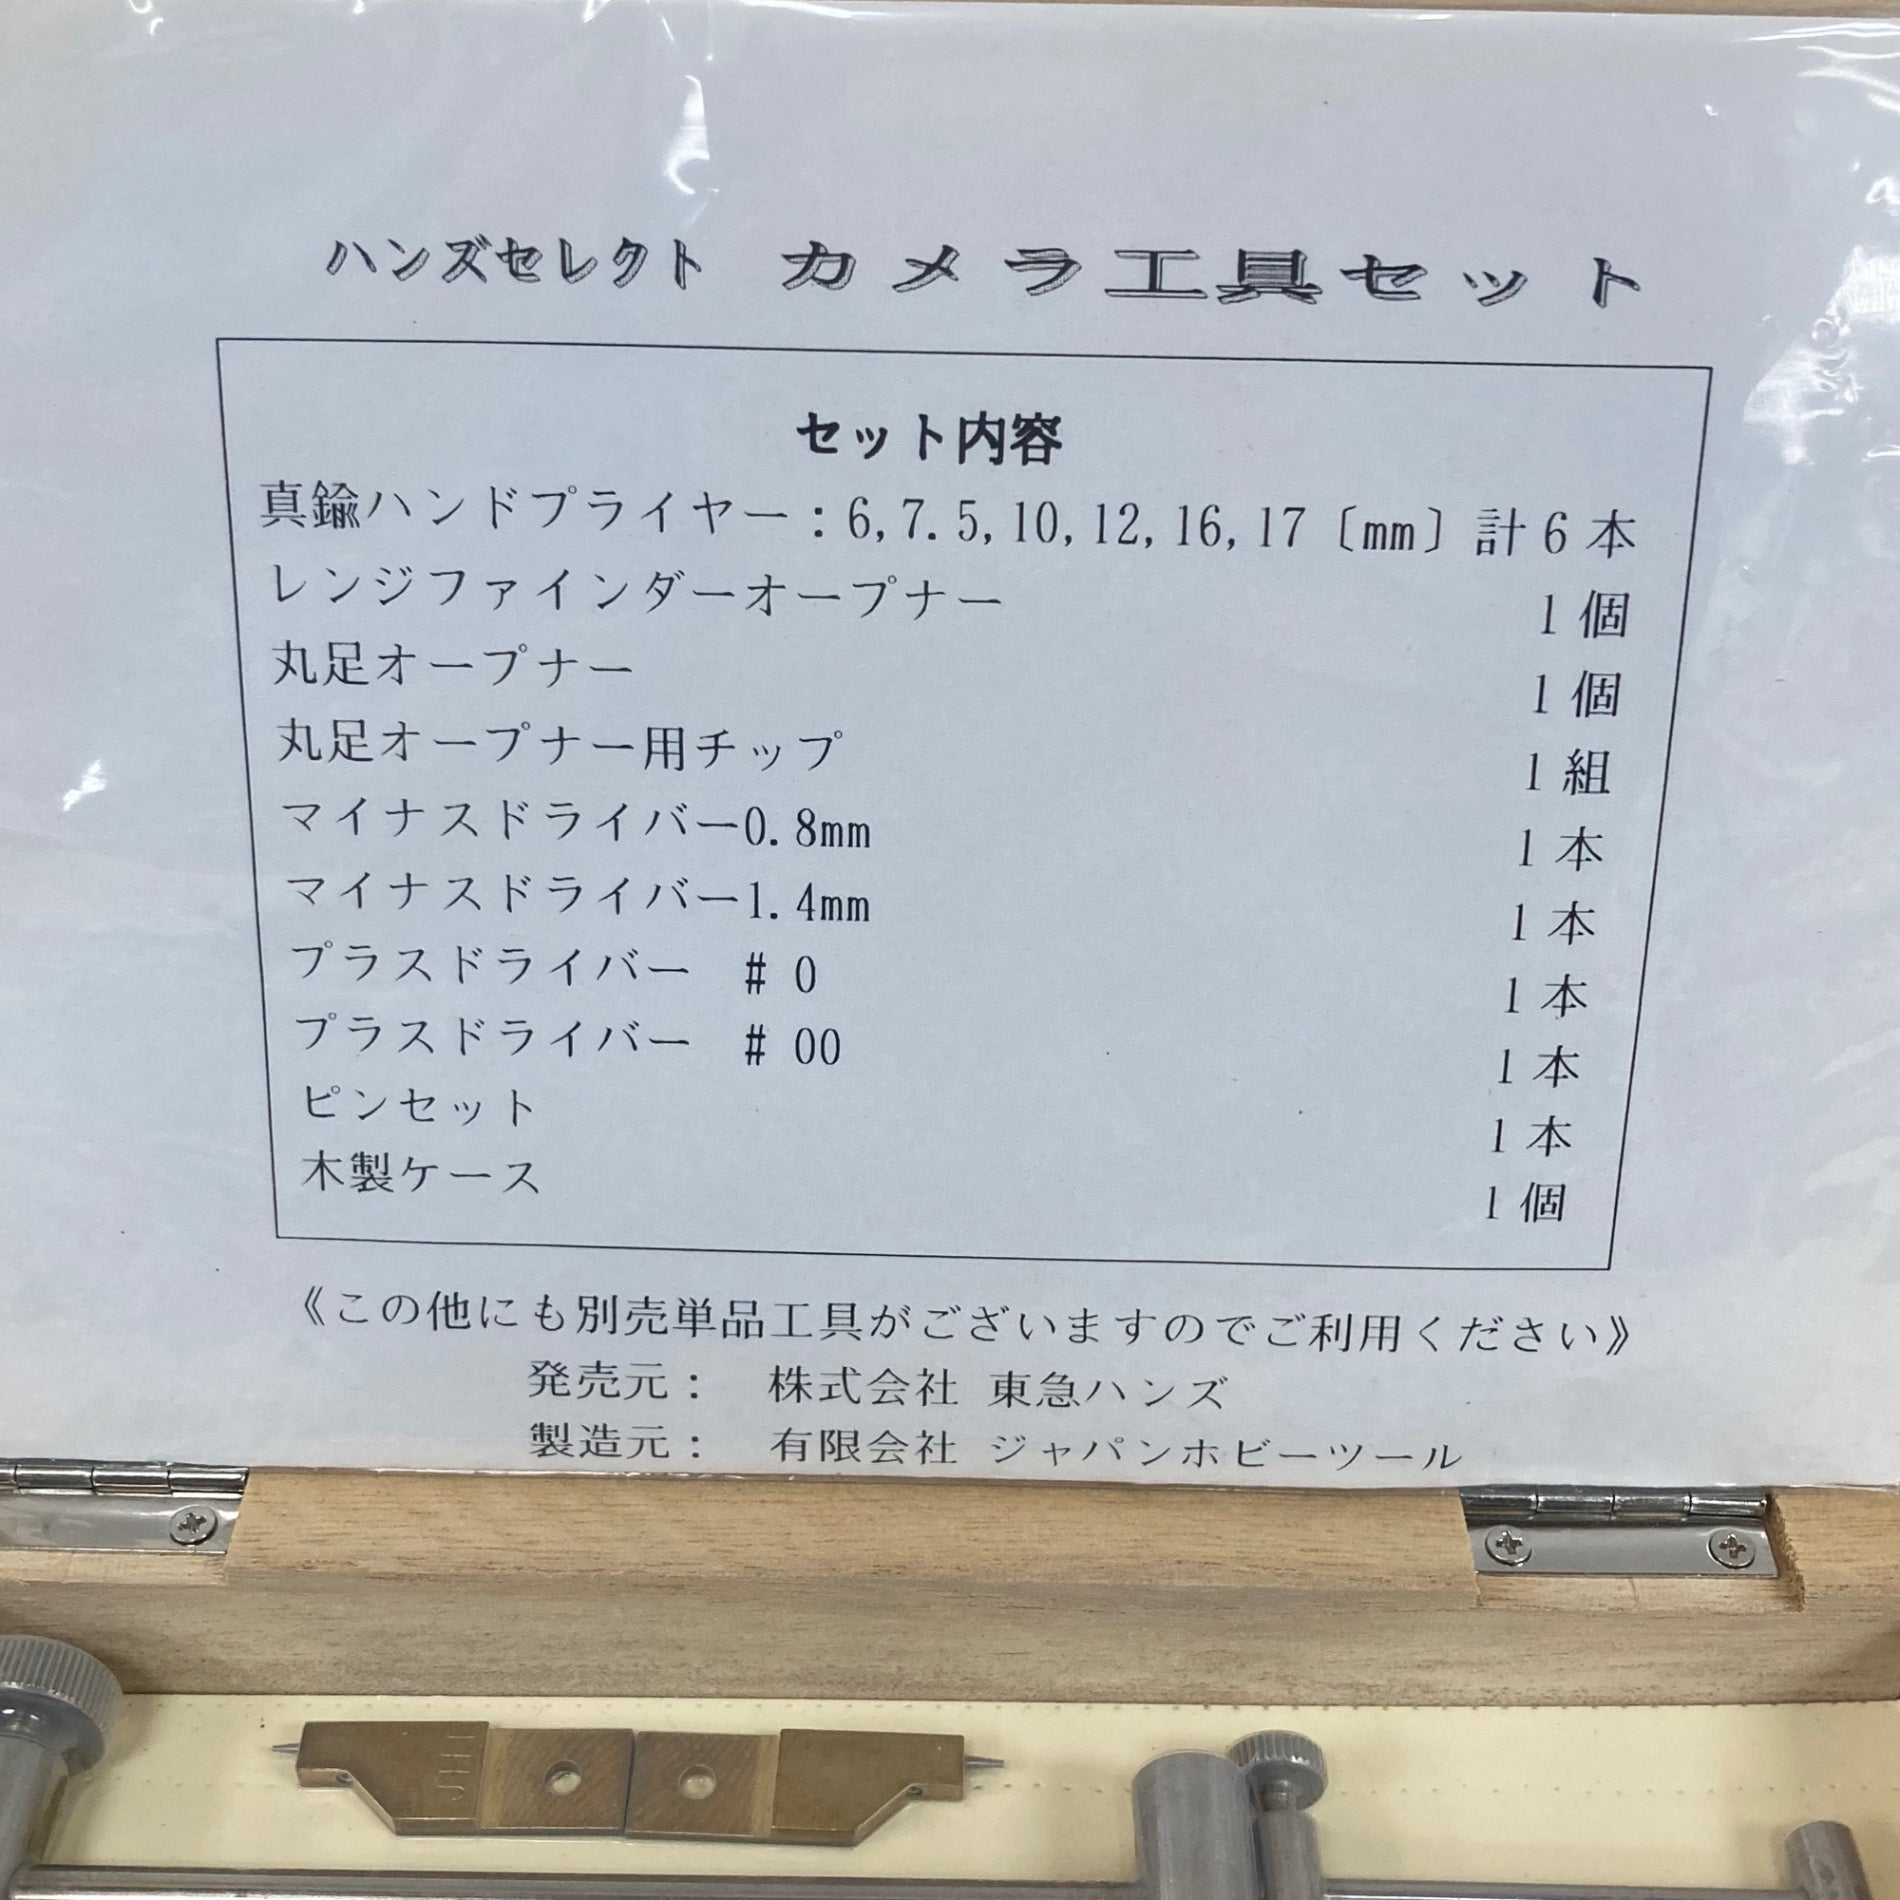 ハンズセレクト カメラ工具セット
セット内容
真鍮ハンドプライヤー：6,7.5,10,12,16,17〔mm〕計6本
レンジファインダーオープナー 1個
丸足オープナー 1個
丸足オープナー用チップ 1組
マイナスドライバー0.8mm 1本
マイナスドライバー1.4mm 1本
プラスドライバー ＃0 1本
プラスドライバー ＃00 1本
ピンセット 1本
木製ケース 1個
《この他にも別売単品工具がございますのでご利用ください》
発売元： 株式会社 東急ハンズ
製造元： 有限会社 ジャパンホビーツール